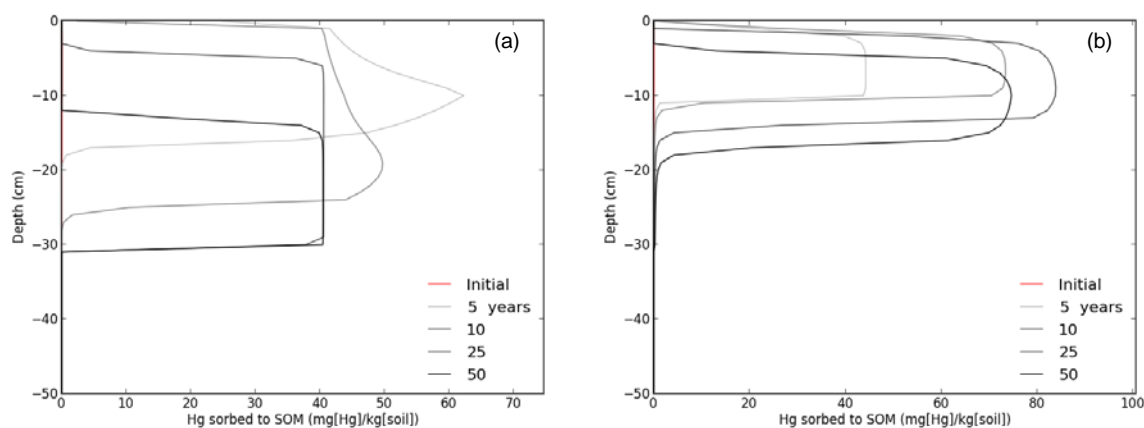 (a)
0
−10
−20
−30
−40
−50
Depth (cm)
0 10 20 30 40 50 60 70
Hg sorbed to SOM (mg[Hg]/kg[soil])
Initial
5 years
10
25
50
(b)
0
−10
−20
−30
−40
−50
Depth (cm)
0 20 40 60 80 100
Hg sorbed to SOM (mg[Hg]/kg[soil])
Initial
5 years
10
25
50